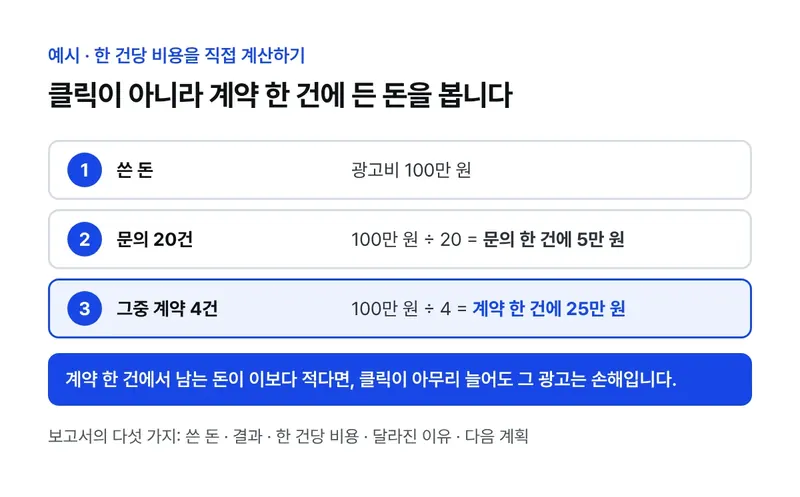 예시 · 한 건당 비용을 직접 계산하기
클릭이 아니라 계약 한 건에 든 돈을 봅니다
1 쓴 돈 광고비 100만 원
2 문의 20건 100만 원 ÷ 20 = 문의 한 건에 5만 원
3 그중 계약 4건 100만 원 ÷ 4 = 계약 한 건에 25만 원
계약 한 건에서 남는 돈이 이보다 적다면, 클릭이 아무리 늘어도 그 광고는 손해입니다.
보고서의 다섯 가지: 쓴 돈 · 결과 · 한 건당 비용 · 달라진 이유 · 다음 계획